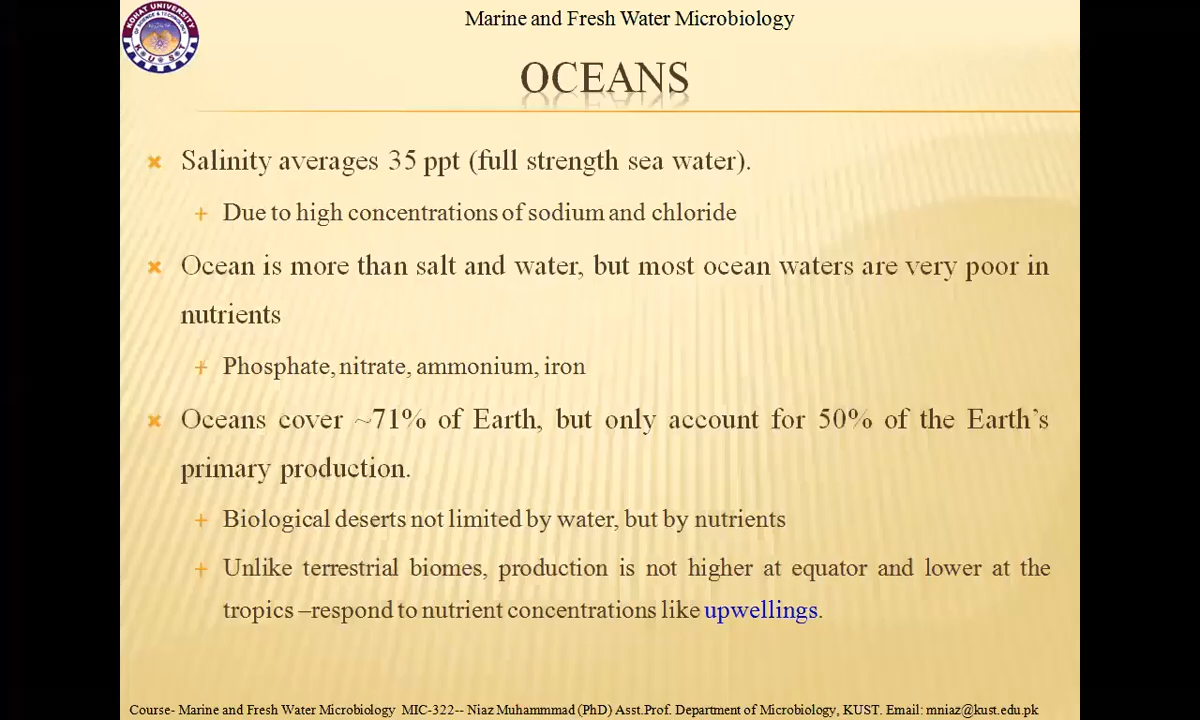 KOHAT UNIVERSITY
OF SCIENCE & TECHNOLOGY
K U S T
Marine and Fresh Water Microbiology
OCEANS
Salinity averages 35 ppt (full strength sea water).
Due to high concentrations of sodium and chloride
Ocean is more than salt and water, but most ocean waters are very poor in
nutrients
Phosphate, nitrate, ammonium, iron
Oceans cover ~71% of Earth, but only account for 50% of the Earth's
primary production.
Biological deserts not limited by water, but by nutrients
Unlike terrestrial biomes, production is not higher at equator and lower at the
tropics –respond to nutrient concentrations like upwellings.
Course- Marine and Fresh Water Microbiology MIC-322-- Niaz Muhammmad (PhD) Asst.Prof. Department of Microbiology, KUST. Email: mniaz@kust.edu.pk